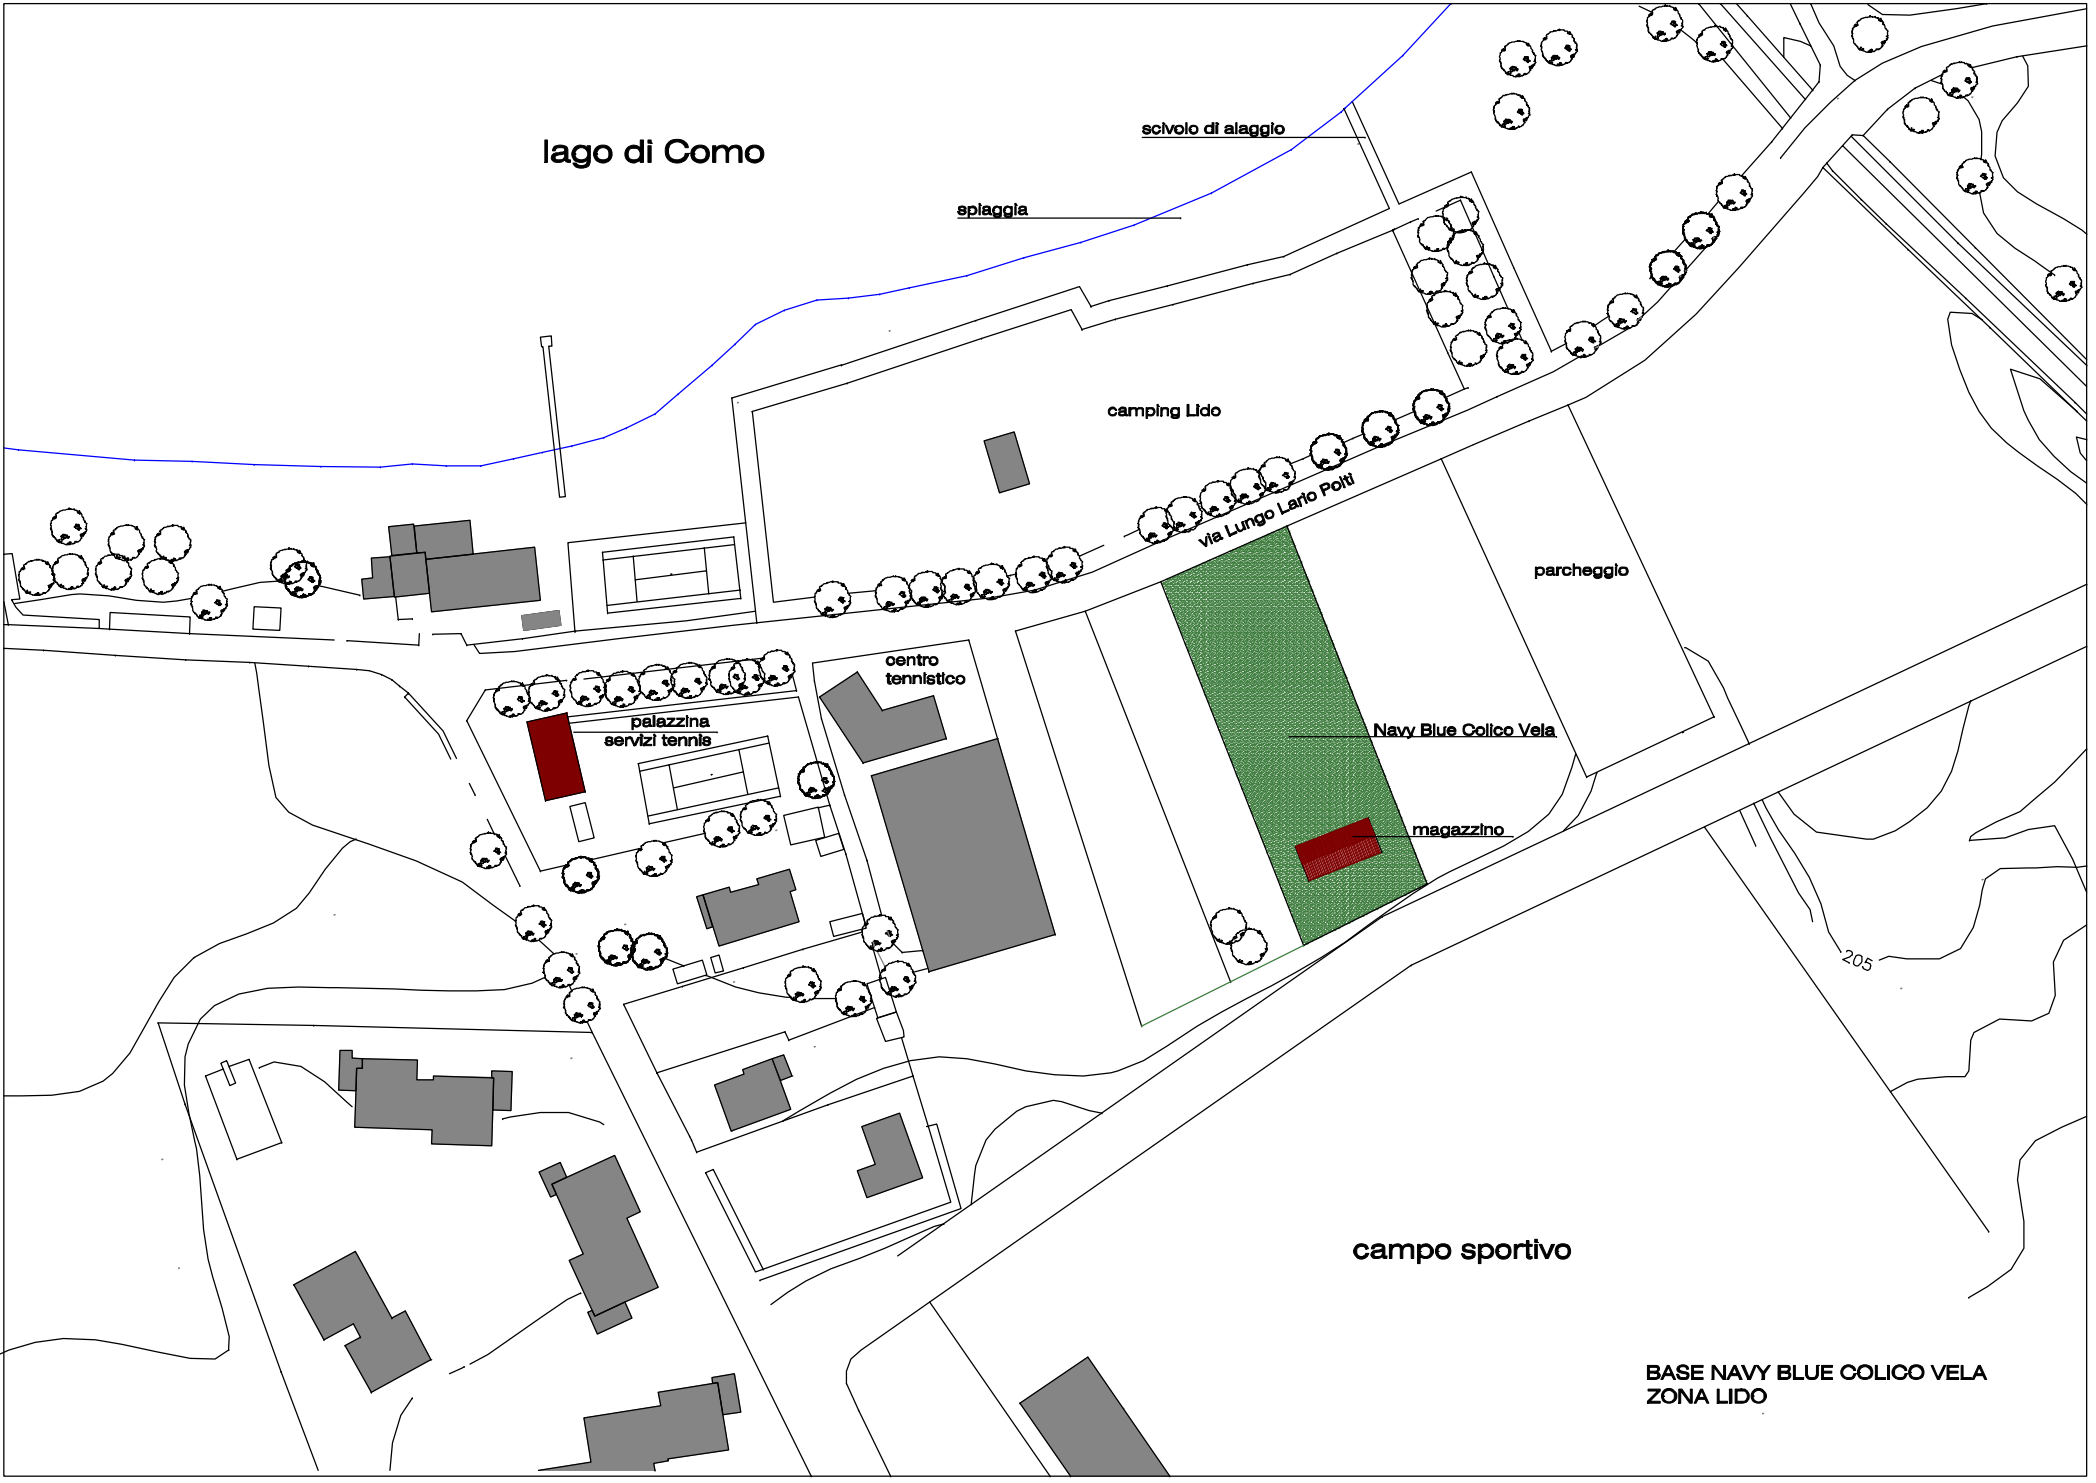 scivolo di alaggio
lago di Como
spiaggia
camping Lido
via Lungo Lario Polti
parcheggio
centro
tennistico
palazzina
servizi tennis
Navy Blue Colico Vela
magazzino
205
campo sportivo
BASE NAVY BLUE COLICO VELA
ZONA LIDO